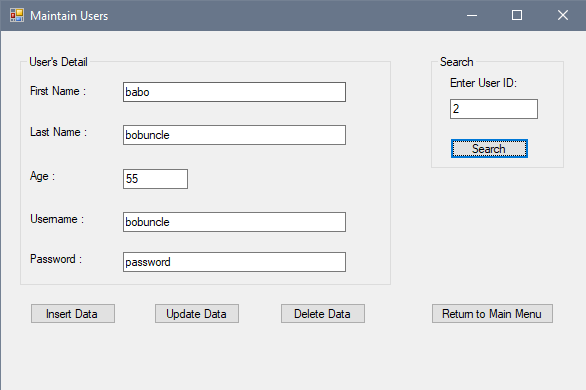 Maintain Users
User's Detail
First Name :
babo
Last Name :
bobuncle
Age :
55
Username :
bobuncle
Password :
password
Search
Enter User ID:
2
Search
Insert Data
Update Data
Delete Data
Return to Main Menu